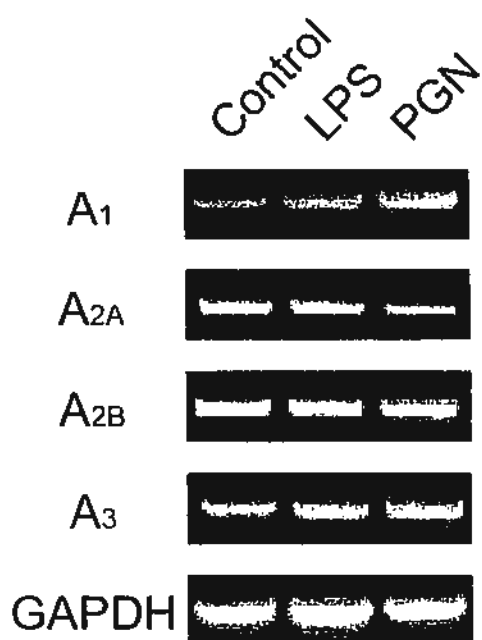 Control LPS PGN
A1
A2A
A2B
A3
GAPDH